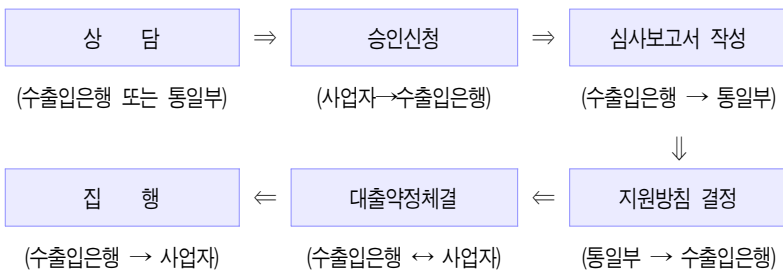 상 담 ⇒ 승인신청 ⇒ 심사보고서 작성
(수출입은행 또는 통일부) (사업자→수출입은행) (수출입은행 → 통일부)
⇓
집 행 ⇐ 대출약정체결 ⇐ 지원방침 결정
(수출입은행 → 사업자) (수출입은행 ↔ 사업자) (통일부 → 수출입은행)